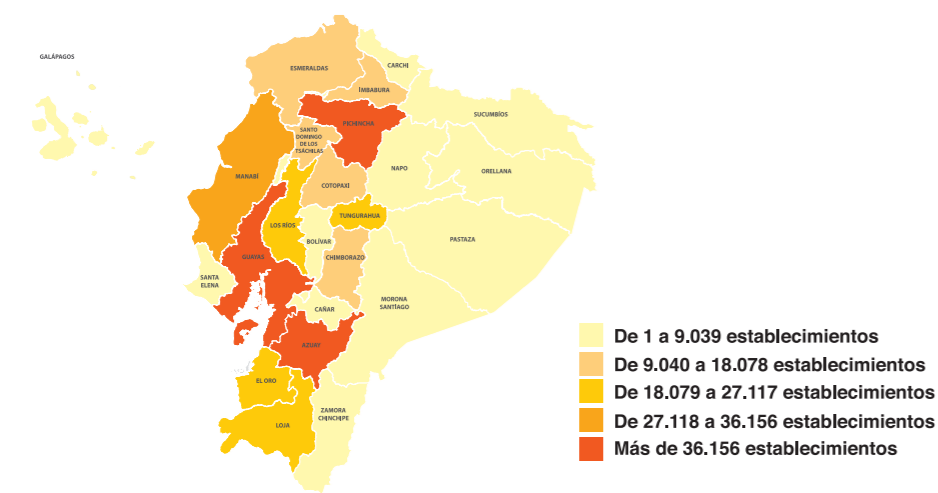 GALÁPAGOS
ESMERALDAS
CARCHI
IMBABURA
SUCUMBÍOS
PICHINCHA
SANTO
DOMINGO
DE LOS
TSÁCHILAS
NAPO
ORELLANA
MANABÍ
COTOPAXI
TUNGURAHUA
LOS RÍOS
BOLÍVAR
PASTAZA
GUAYAS
CHIMBORAZO
SANTA
ELENA
MORONA
SANTÍAGO
CAÑAR
AZUAY
EL ORO
ZAMORA
CHINCHIPE
LOJA
De 1 a 9.039 establecimientos
De 9.040 a 18.078 establecimientos
De 18.079 a 27.117 establecimientos
De 27.118 a 36.156 establecimientos
Más de 36.156 establecimientos